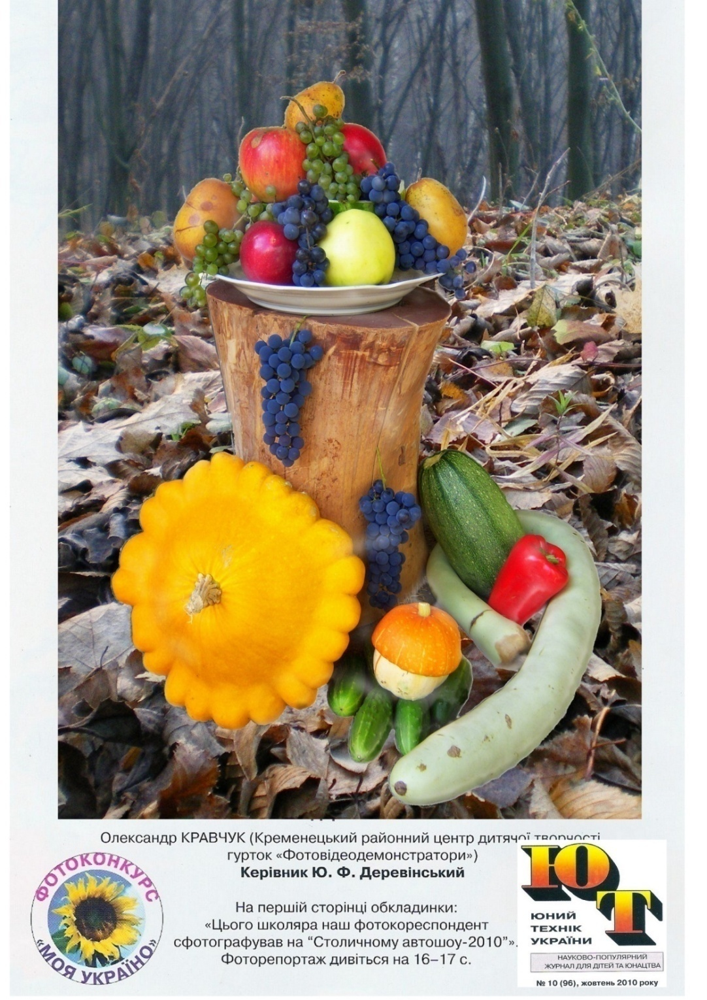 Олександр КРАВЧУК (Кременецький районний центр дитячої творчості
гурток «Фотовідеодемонстратори»)
Керівник Ю. Ф. Деревінський
ФОТОКОНКУРС
«МОЯ УКРАЇНО»
На першій сторінці обкладинки:
«Цього школяра наш фотокореспондент
сфотографував на “Столичному автошоу-2010”».
Фоторепортаж дивіться на 16–17 с.
ЮТ
ЮНИЙ
ТЕХНІК
УКРАЇНИ
НАУКОВО-ПОПУЛЯРНИЙ
ЖУРНАЛ ДЛЯ ДІТЕЙ ТА ЮНАЦТВА
№ 10 (96), жовтень 2010 року